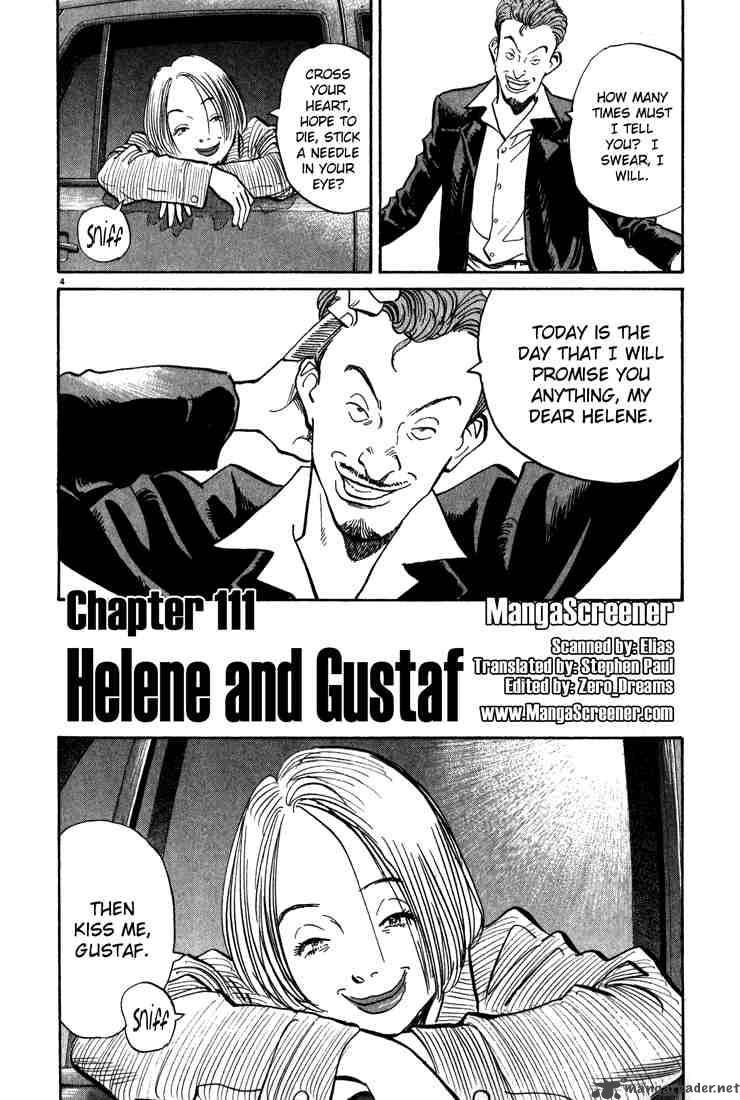 CROSS
YOUR
HEART,
HOPE TO
DIE, STICK
A NEEDLE
IN YOUR
EYE?
Sniff
HOW MANY
TIMES MUST
I TELL
YOU? I
SWEAR, I
WILL.
4
TODAY IS THE
DAY THAT I WILL
PROMISE YOU
ANYTHING, MY
DEAR HELENE.
Chapter 111
Helene and Gustaf
MangaScreener
Scanned by: Elias
Translated by: Stephen Paul
Edited by: Zero_Dreams
www.MangaScreener.com
THEN
KISS ME,
GUSTAF.
Sniff
mangareader.net